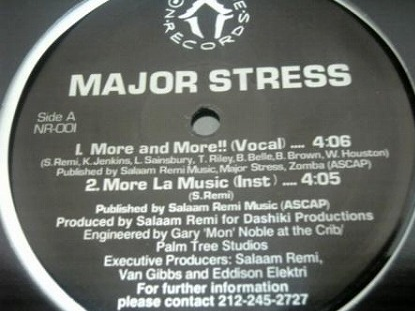 RECORD
MAJOR STRESS
Side A
NR-001
1. More and More!! (Vocal) .... 4:06
(S.Remi, K.Jenkins, L. Sainsbury, T. Riley, B. Belle, B. Brown, W. Houston)
Published by Salaam Remi Music, Major Stress, Zomba (ASCAP)
2. More La Music (Inst) .... 4:05
(S.Remi)
Published by Salaam Remi Music (ASCAP)
Produced by Salaam Remi for Dashiki Productions
Engineered by Gary 'Mon' Noble at the Crib/
Palm Tree Studios
Executive Producers: Salaam Remi,
Van Gibbs and Eddison Elektri
For further information
please contact 212-245-2727